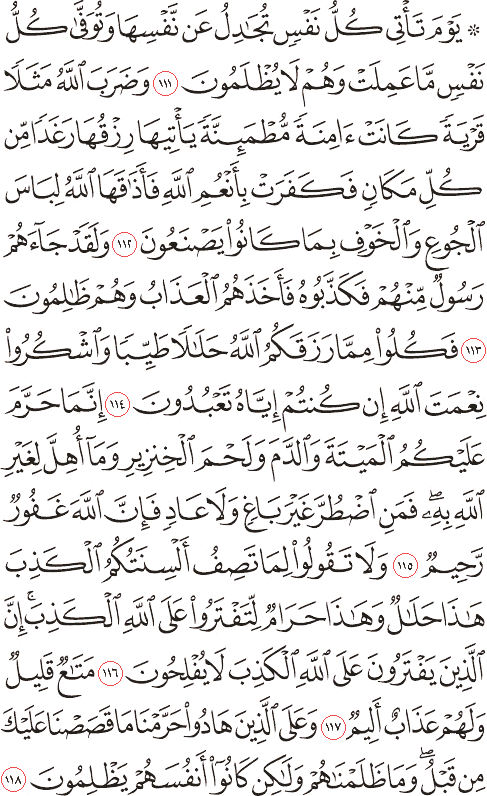 ۞ يَوۡمَ تَأۡتِي كُلُّ نَفۡسٖ تُجَٰدِلُ عَن نَّفۡسِهَا وَتُوَفَّىٰ كُلُّ
نَفۡسٖ مَّا عَمِلَتۡ وَهُمۡ لَا يُظۡلَمُونَ ١١١ وَضَرَبَ ٱللَّهُ مَثَلٗا
قَرۡيَةٗ كَانَتۡ ءَامِنَةٗ مُّطۡمَئِنَّةٗ يَأۡتِيهَا رِزۡقُهَا رَغَدٗا مِّن
كُلِّ مَكَانٖ فَكَفَرَتۡ بِأَنۡعُمِ ٱللَّهِ فَأَذَٰقَهَا ٱللَّهُ لِبَاسَ
ٱلۡجُوعِ وَٱلۡخَوۡفِ بِمَا كَانُواْ يَصۡنَعُونَ ١١٢ وَلَقَدۡ جَآءَهُمۡ
رَسُولٞ مِّنۡهُمۡ فَكَذَّبُوهُ فَأَخَذَهُمُ ٱلۡعَذَابُ وَهُمۡ ظَٰلِمُونَ
١١٣ فَكُلُواْ مِمَّا رَزَقَكُمُ ٱللَّهُ حَلَٰلٗا طَيِّبٗا وَٱشۡكُرُواْ
نِعۡمَتَ ٱللَّهِ إِن كُنتُمۡ إِيَّاهُ تَعۡبُدُونَ ١١٤ إِنَّمَا حَرَّمَ
عَلَيۡكُمُ ٱلۡمَيۡتَةَ وَٱلدَّمَ وَلَحۡمَ ٱلۡخِنزِيرِ وَمَآ أُهِلَّ لِغَيۡرِ
ٱللَّهِ بِهِۦۖ فَمَنِ ٱضۡطُرَّ غَيۡرَ بَاغٖ وَلَا عَادٖ فَإِنَّ ٱللَّهَ غَفُورٞ
رَّحِيمٞ ١١٥ وَلَا تَقُولُواْ لِمَا تَصِفُ أَلۡسِنَتُكُمُ ٱلۡكَذِبَ
هَٰذَا حَلَٰلٞ وَهَٰذَا حَرَامٞ لِّتَفۡتَرُواْ عَلَى ٱللَّهِ ٱلۡكَذِبَۚ إِنَّ
ٱلَّذِينَ يَفۡتَرُونَ عَلَى ٱللَّهِ ٱلۡكَذِبَ لَا يُفۡلِحُونَ ١١٦ مَتَٰعٞ قَلِيلٞ
وَلَهُمۡ عَذَابٌ أَلِيمٞ ١١٧ وَعَلَى ٱلَّذِينَ هَادُواْ حَرَّمۡنَا مَا قَصَصۡنَا عَلَيۡكَ
مِن قَبۡلُۖ وَمَا ظَلَمۡنَٰهُمۡ وَلَٰكِن كَانُوٓاْ أَنفُسَهُمۡ يَظۡلِمُونَ ١١٨